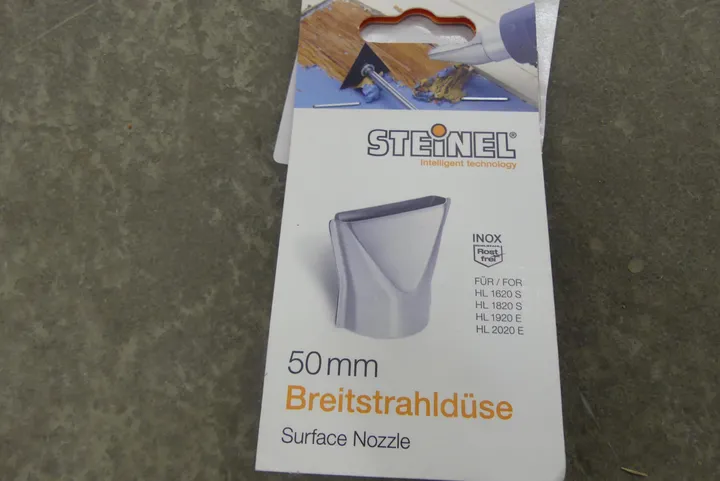 STEINEL®
Intelligent technology
INOX
Rost
frei
FÜR / FOR
HL 1620 S
HL 1820 S
HL 1920 E
HL 2020 E
50 mm
Breitstrahldüse
Surface Nozzle